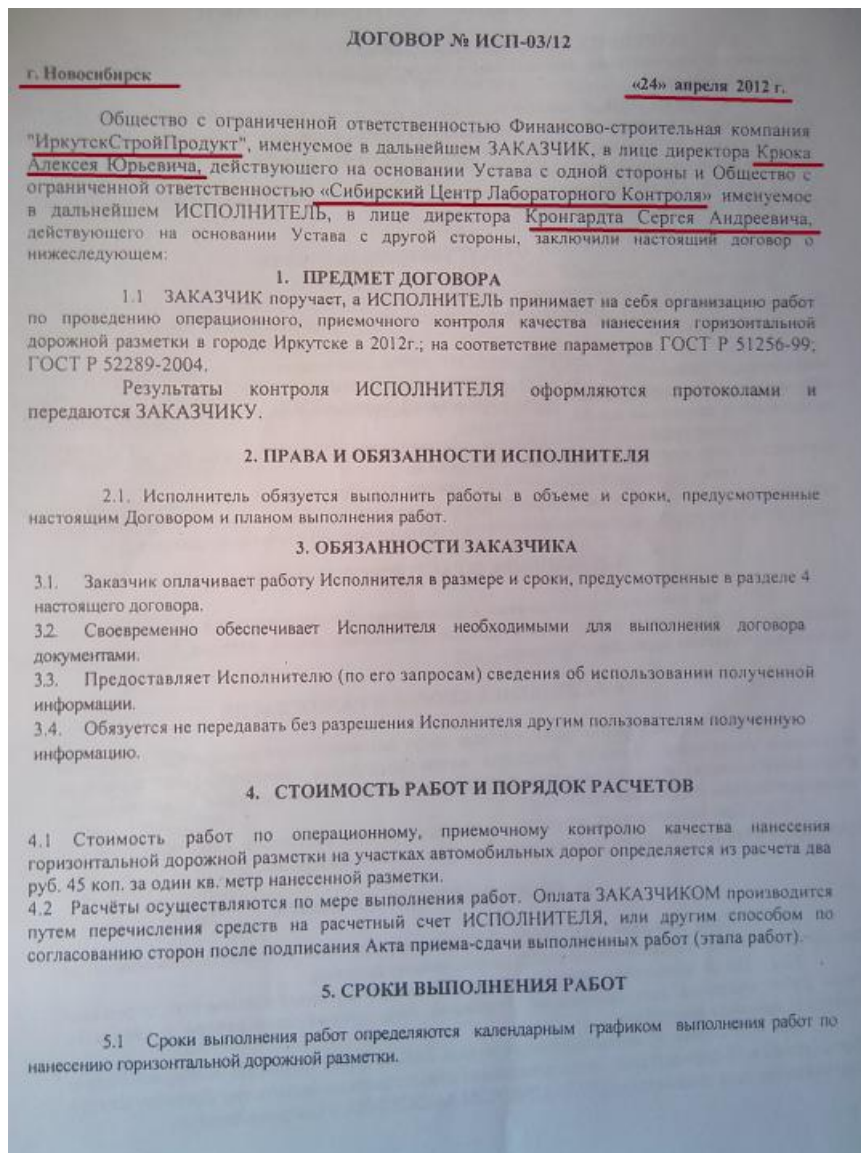 ДОГОВОР № ИСП-03/12
г. Новосибирск
«24» апреля 2012 г.
Общество с ограниченной ответственностью Финансово-строительная компания
"ИркутскСтройПродукт", именуемое в дальнейшем ЗАКАЗЧИК, в лице директора Крюка
Алексея Юрьевича, действующего на основании Устава с одной стороны и Общество с
ограниченной ответственностью «Сибирский Центр Лабораторного Контроля» именуемое
в дальнейшем ИСПОЛНИТЕЛЬ, в лице директора Кронгардта Сергея Андреевича,
действующего на основании Устава с другой стороны, заключили настоящий договор о
нижеследующем:
1. ПРЕДМЕТ ДОГОВОРА
1.1 ЗАКАЗЧИК поручает, а ИСПОЛНИТЕЛЬ принимает на себя организацию работ
по проведению операционного, приемочного контроля качества нанесения горизонтальной
дорожной разметки в городе Иркутске в 2012г.; на соответствие параметров ГОСТ Р 51256-99;
ГОСТ Р 52289-2004.
Результаты контроля ИСПОЛНИТЕЛЯ оформляются протоколами и
передаются ЗАКАЗЧИКУ.
2. ПРАВА И ОБЯЗАННОСТИ ИСПОЛНИТЕЛЯ
2.1. Исполнитель обязуется выполнить работы в объеме и сроки, предусмотренные
настоящим Договором и планом выполнения работ.
3. ОБЯЗАННОСТИ ЗАКАЗЧИКА
3.1. Заказчик оплачивает работу Исполнителя в размере и сроки, предусмотренные в разделе 4
настоящего договора.
3.2. Своевременно обеспечивает Исполнителя необходимыми для выполнения договора
документами.
3.3. Предоставляет Исполнителю (по его запросам) сведения об использовании полученной
информации.
3.4. Обязуется не передавать без разрешения Исполнителя другим пользователям полученную
информацию.
4. СТОИМОСТЬ РАБОТ И ПОРЯДОК РАСЧЕТОВ
4.1 Стоимость работ по операционному, приемочному контролю качества нанесения
горизонтальной дорожной разметки на участках автомобильных дорог определяется из расчета два
руб. 45 коп. за один кв. метр нанесенной разметки.
4.2 Расчёты осуществляются по мере выполнения работ. Оплата ЗАКАЗЧИКОМ производится
путем перечисления средств на расчетный счет ИСПОЛНИТЕЛЯ, или другим способом по
согласованию сторон после подписания Акта приема-сдачи выполненных работ (этапа работ).
5. СРОКИ ВЫПОЛНЕНИЯ РАБОТ
5.1 Сроки выполнения работ определяются календарным графиком выполнения работ по
нанесению горизонтальной дорожной разметки.